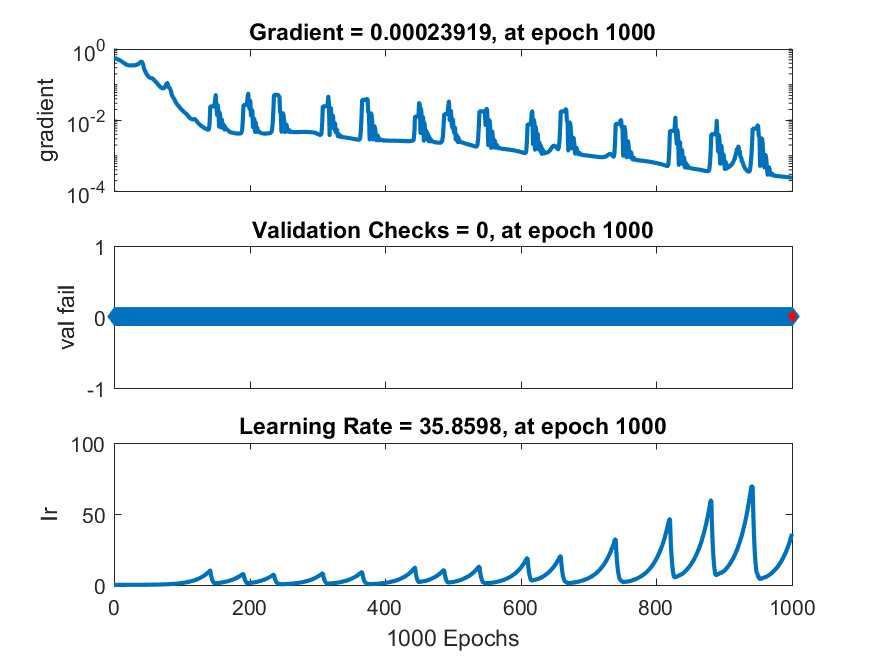 Gradient = 0.00023919, at epoch 1000
10^0
10^-2
10^-4
gradient
Validation Checks = 0, at epoch 1000
1
0
-1
val fail
Learning Rate = 35.8598, at epoch 1000
100
50
0
lr
0 200 400 600 800 1000
1000 Epochs